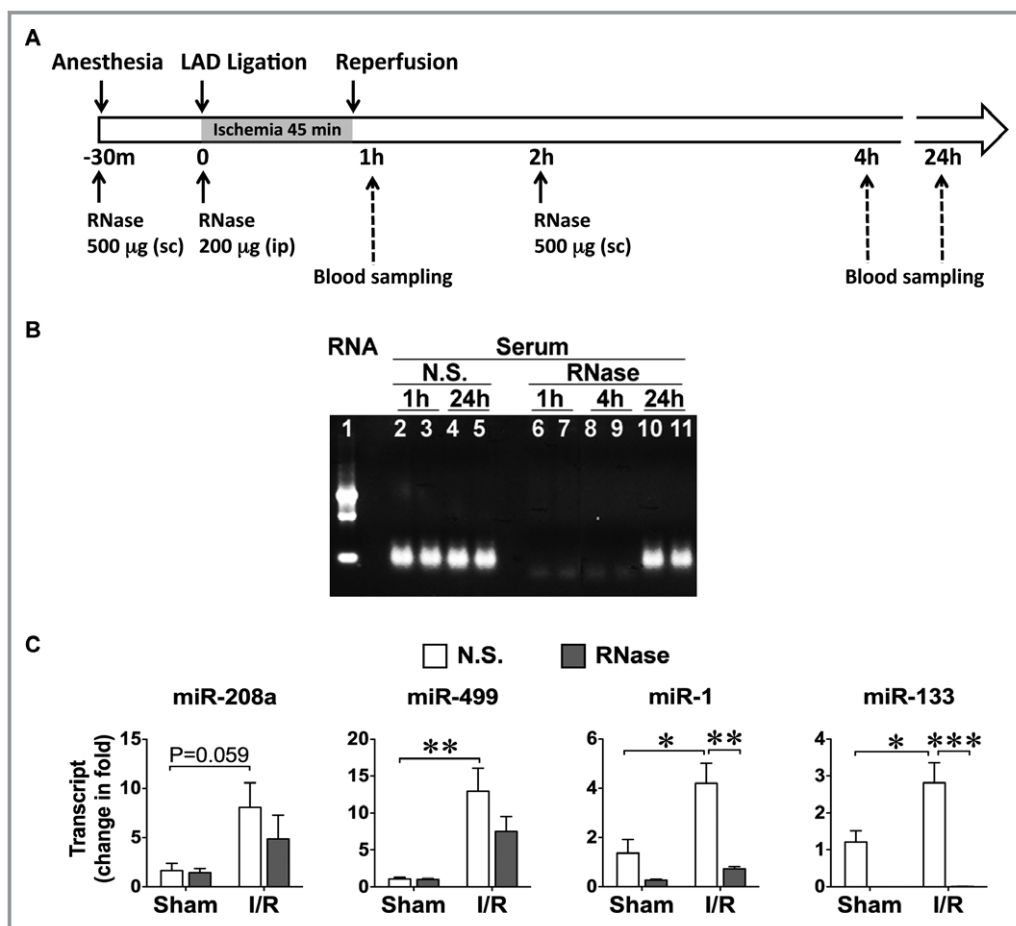 A
Anesthesia LAD Ligation Reperfusion
Ischemia 45 min
-30m 0 1h 2h 4h 24h
RNase RNase RNase
500 µg (sc) 200 µg (ip) 500 µg (sc)
Blood sampling Blood sampling
B
RNA Serum
N.S. RNase
1h 24h 1h 4h 24h
1 2 3 4 5 6 7 8 9 10 11
C
N.S. RNase
miR-208a miR-499 miR-1 miR-133
Transcript
(change in fold)
15
10
5
0
P=0.059
Sham I/R
20
15
10
5
0
**
Sham I/R
6
4
2
0
* **
Sham I/R
4
3
2
1
0
* ***
Sham I/R